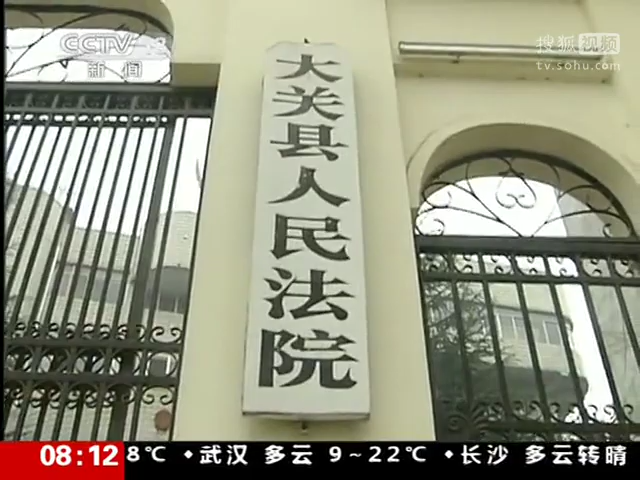 CCTV
新闻
搜狐视频
tv.sohu.com
大关县人民法院
08:12 8℃ •武汉 多云 9～22℃ •长沙 多云转晴